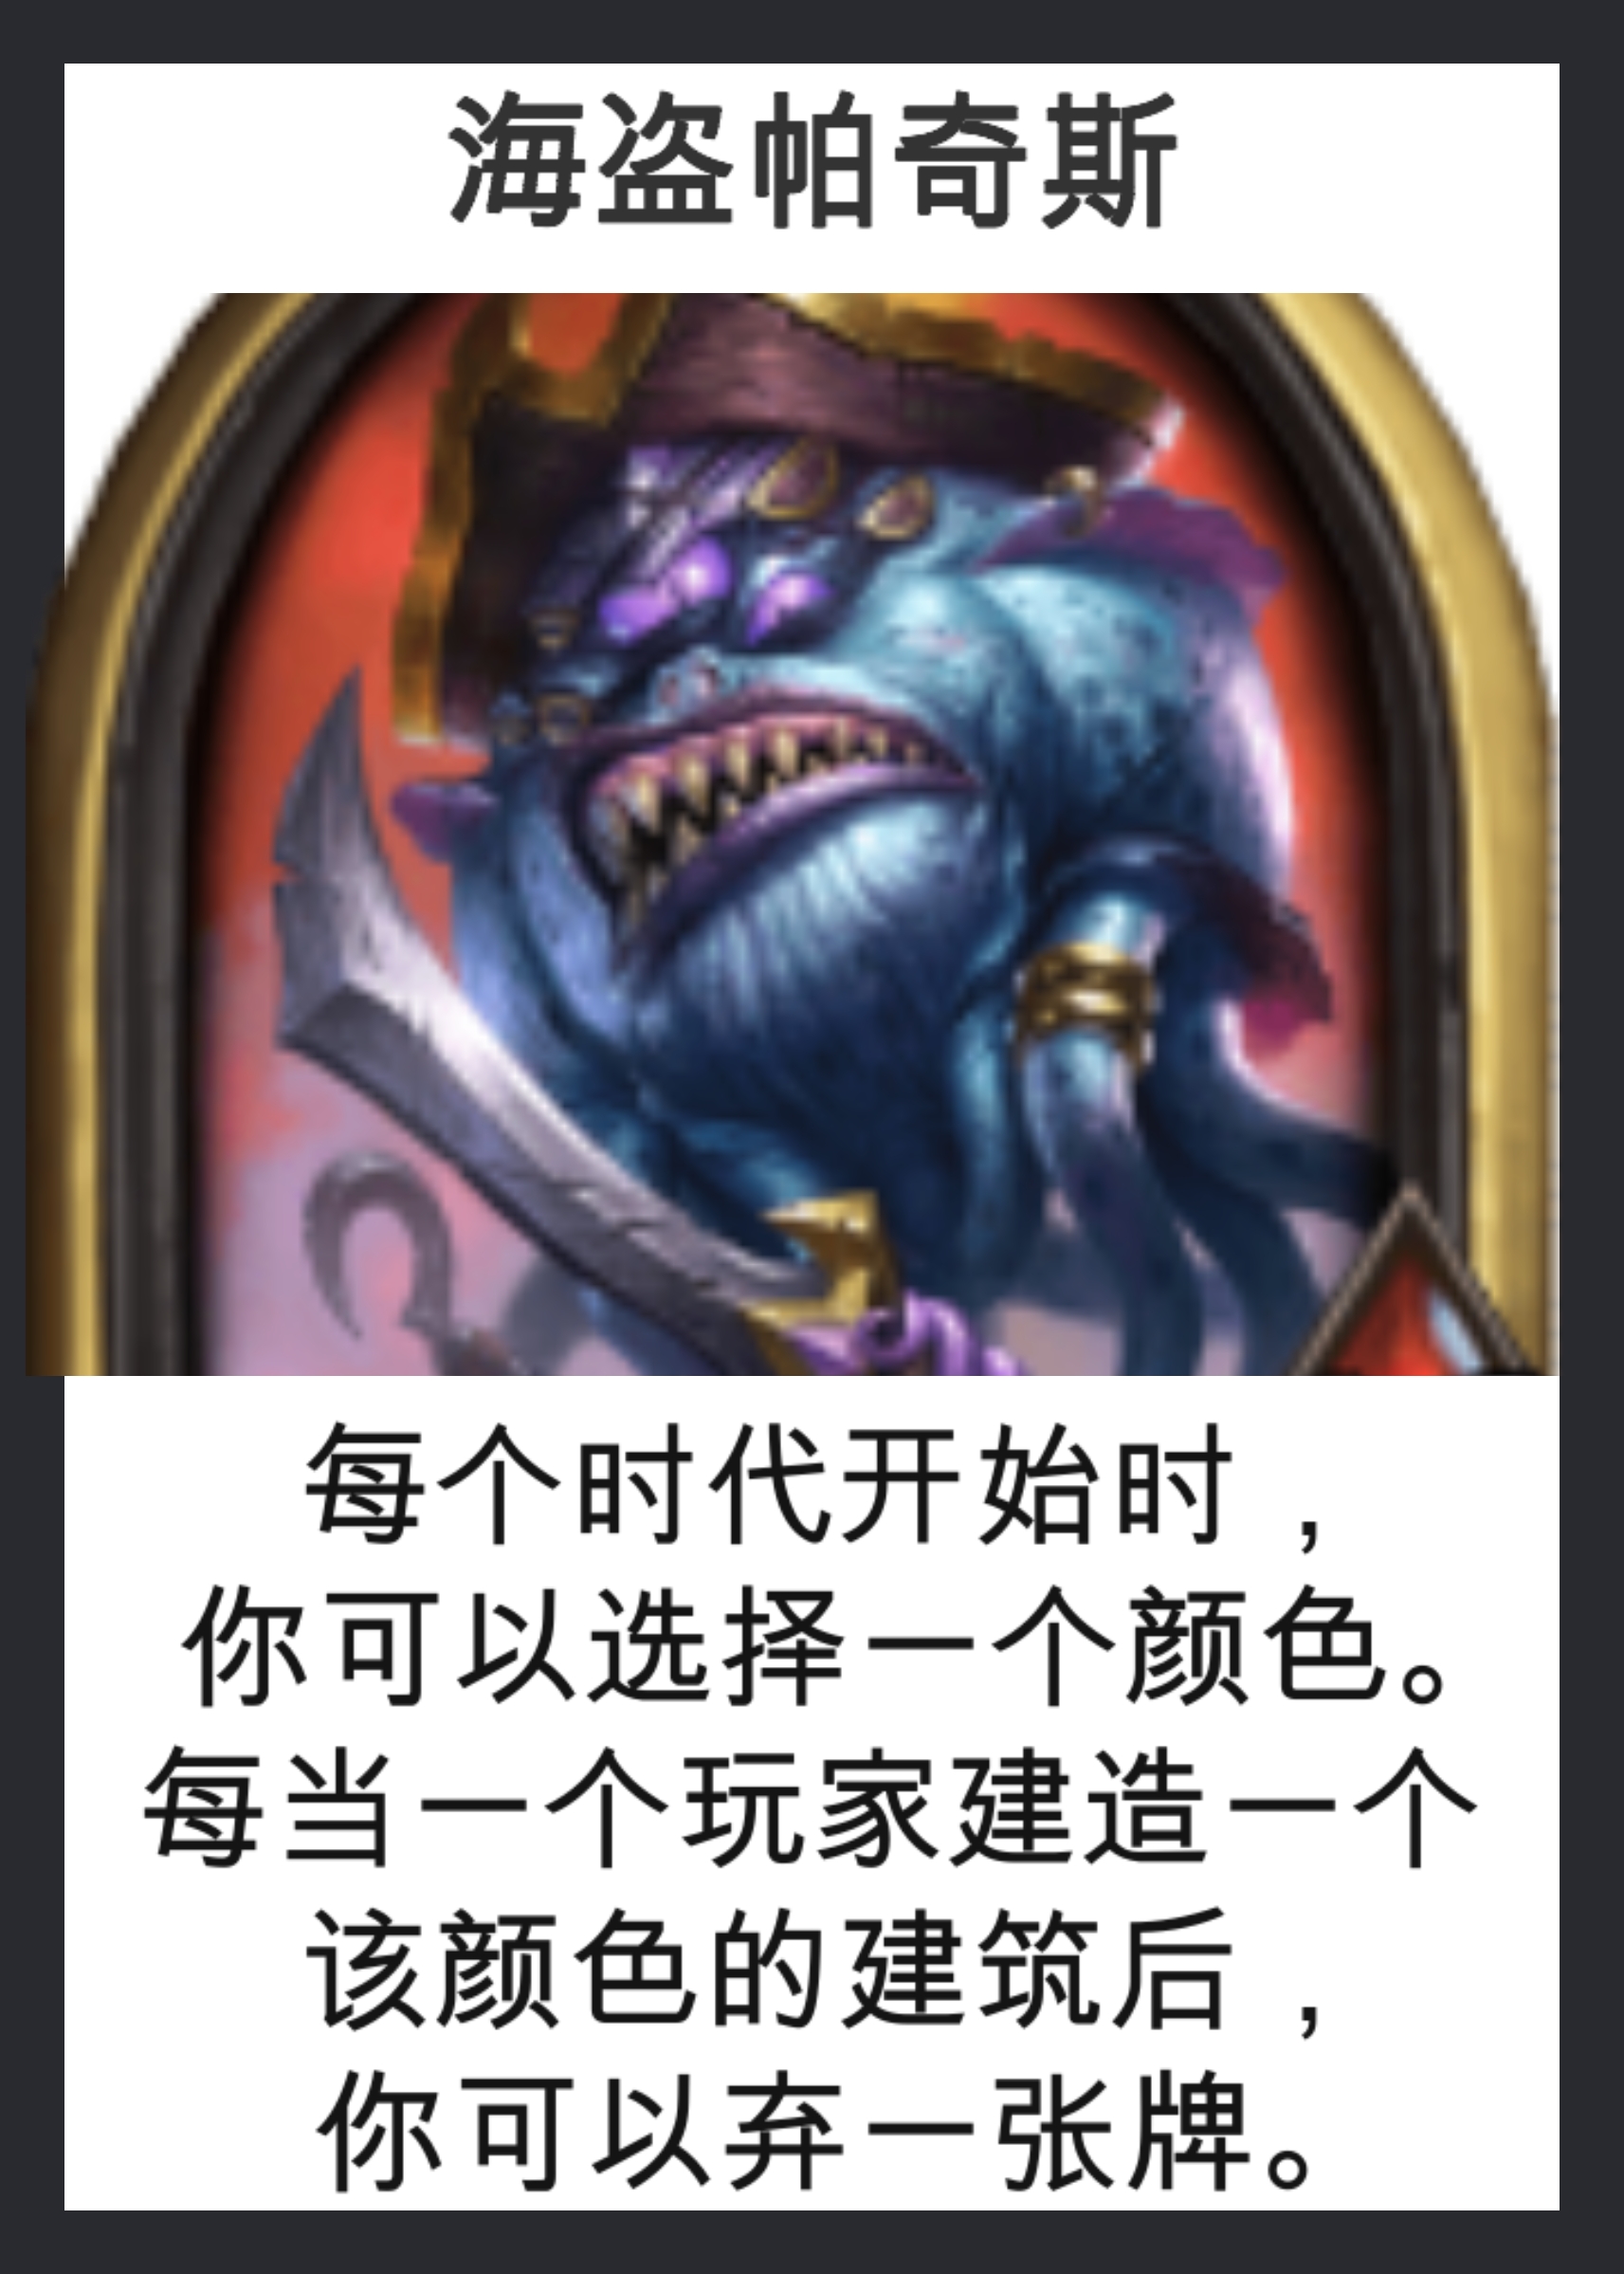 海盗帕奇斯
每个时代开始时，
你可以选择一个颜色。
每当一个玩家建造一个
该颜色的建筑后，
你可以弃一张牌。